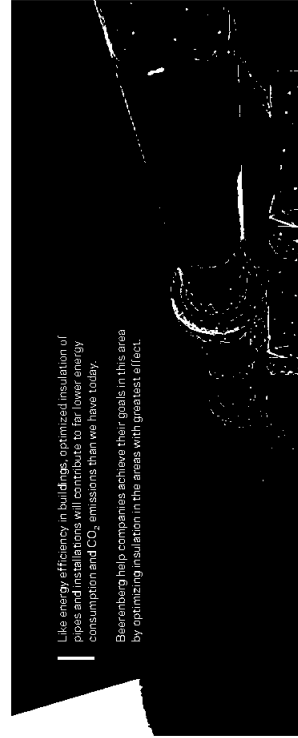 Like energy efficiency in buildings, optimized insulation of
pipes and installations will contribute to far lower energy
consumption and CO₂ emissions than we have today.
Beerenberg help companies achieve their goals in this area
by optimizing insulation in the areas with greatest effect.